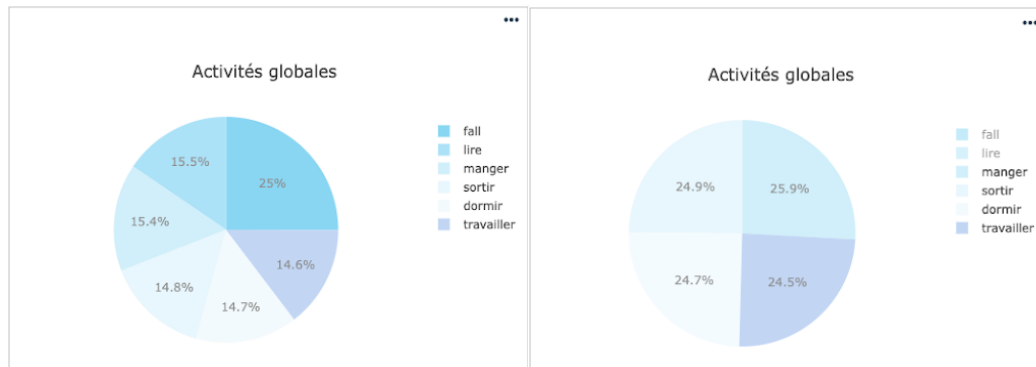 Activités globales
fall
lire
manger
sortir
dormir
travailler
25%
15.5%
15.4%
14.8%
14.7%
14.6%
Activités globales
fall
lire
manger
sortir
dormir
travailler
25.9%
24.9%
24.7%
24.5%